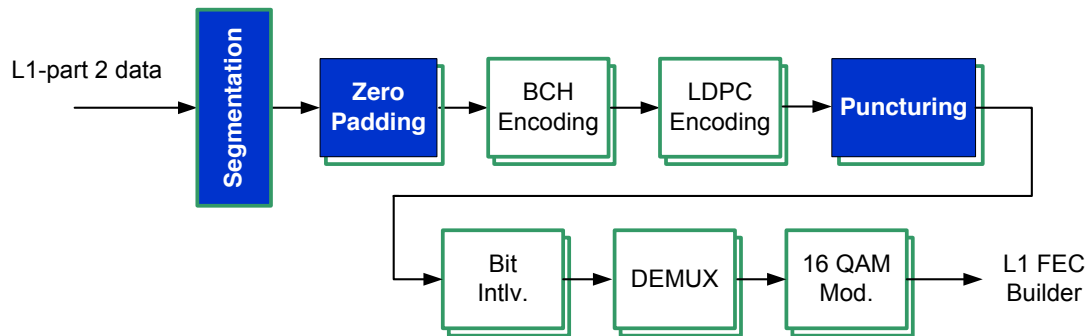 L1-part 2 data
Segmentation
Zero
Padding
BCH
Encoding
LDPC
Encoding
Puncturing
Bit
Intlv.
DEMUX
16 QAM
Mod.
L1 FEC
Builder